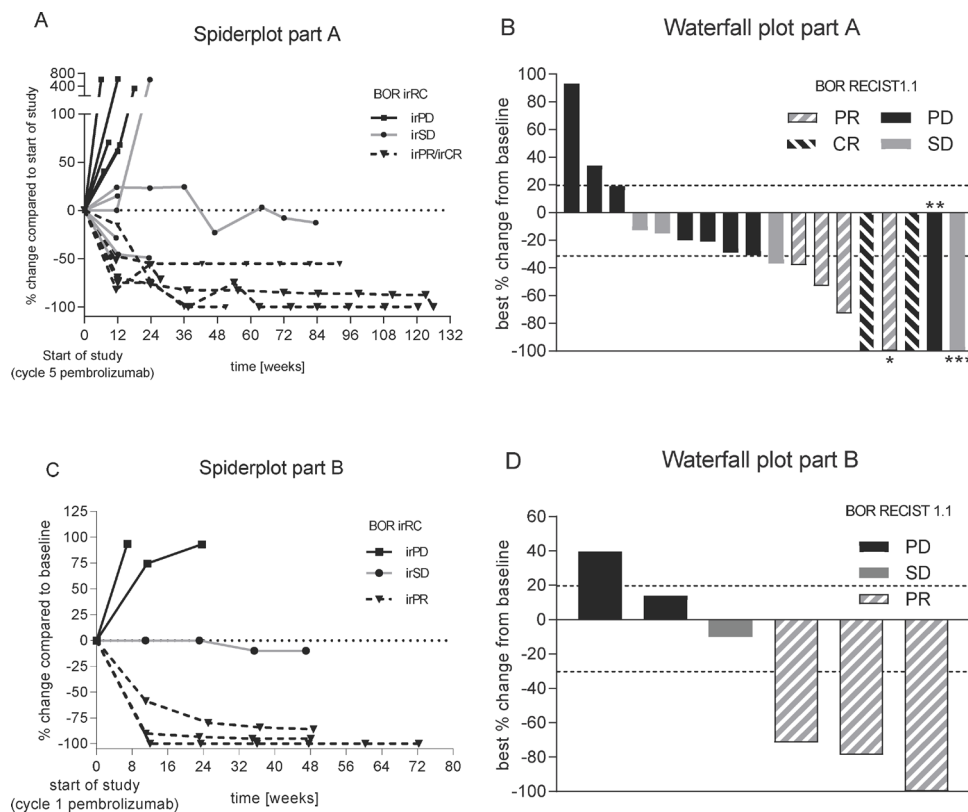 A
Spiderplot part A
% change compared to start of study
800
400
100
50
0
-50
-100
BOR irRC
irPD
irSD
irPR/irCR
0 12 24 36 48 60 72 84 96 108 120 132
Start of study
(cycle 5 pembrolizumab)
time [weeks]
B
Waterfall plot part A
best % change from baseline
100
80
60
40
20
0
-20
-40
-60
-80
-100
BOR RECIST1.1
PR PD
CR SD
**
*
***
C
Spiderplot part B
% change compared to baseline
125
100
75
50
25
0
-25
-50
-75
-100
BOR irRC
irPD
irSD
irPR
0 8 14 24 35 48 56 64 72 80
start of study
(cycle 1 pembrolizumab)
time [weeks]
D
Waterfall plot part B
best % change from baseline
60
40
20
0
-20
-40
-60
-80
-100
BOR RECIST 1.1
PD
SD
PR